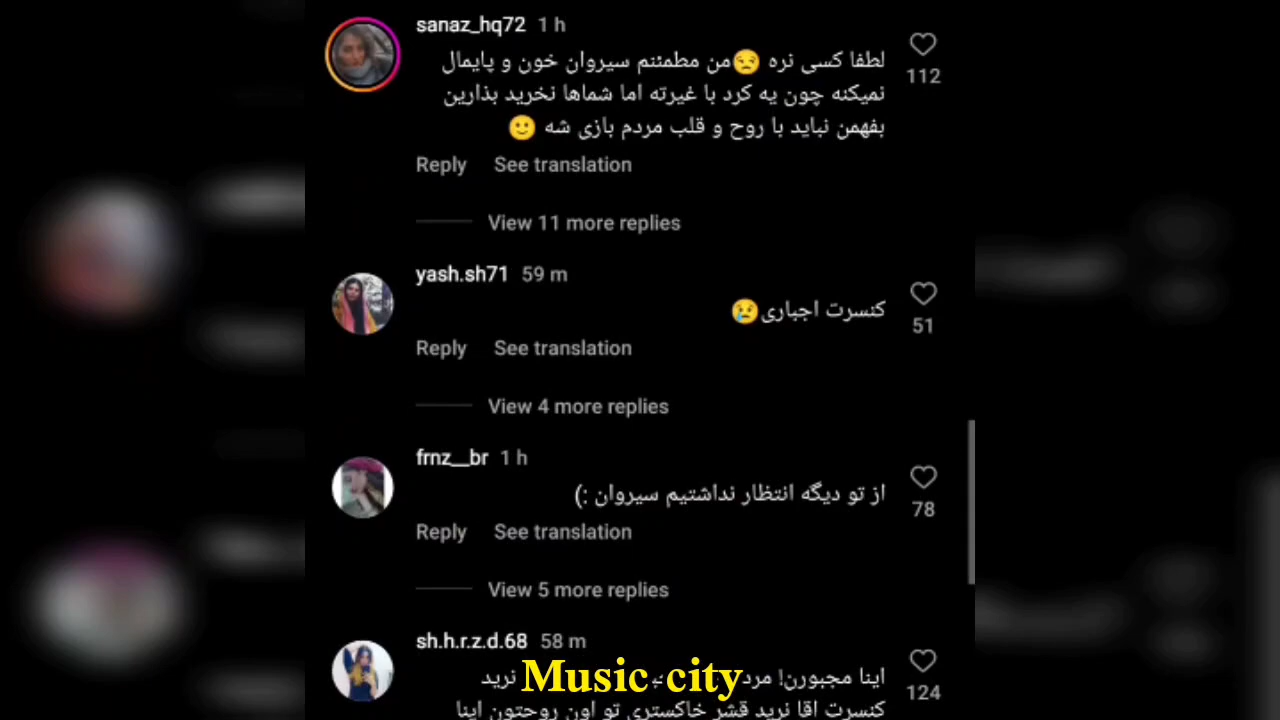 sanaz_hq72 1 h
لطفا کسی نره 😒من مطمئنم سیروان خون و پایمال
نمیکنه چون یه کرد با غیرته اما شماها نخرید بذارین
بفهمن نباید با روح و قلب مردم بازی شه 🙂
112
Reply See translation
View 11 more replies
yash.sh71 59 m
کنسرت اجباری😢
51
Reply See translation
View 4 more replies
frnz__br 1 h
از تو دیگه انتظار نداشتیم سیروان :)
78
Reply See translation
View 5 more replies
sh.h.r.z.d.68 58 m
اینا مجبورن! نرید
124
Music city
کنسرت اقا نرید قشر خاکستری تو اون روحتون اینا